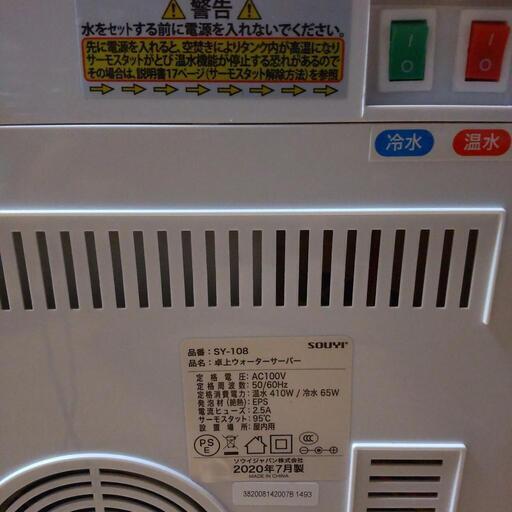 警告
水をセットする前に電源を入れないでください。
先に電源を入れると、空焚きによりタンク内が高温になり
サーモスタットがとび 温水機能が停止する恐れがあるので
その場合は、説明書17ページ(サーモスタット解除方法)を参照
冷水
温水
品番:SY-108
SOUYI
品名:卓上ウォーターサーバー
定格電圧:AC100V
定格周波数:50/60Hz
定格消費電力:温水 410W / 冷水 65W
発泡材(絶熱):EPS
電流ヒューズ:2.5A
サーモスタット:95℃
設置場所:屋内用
PSE
CCC
ソウイジャパン株式会社
2020年7月製
MADE IN CHINA
382008142007B 1493